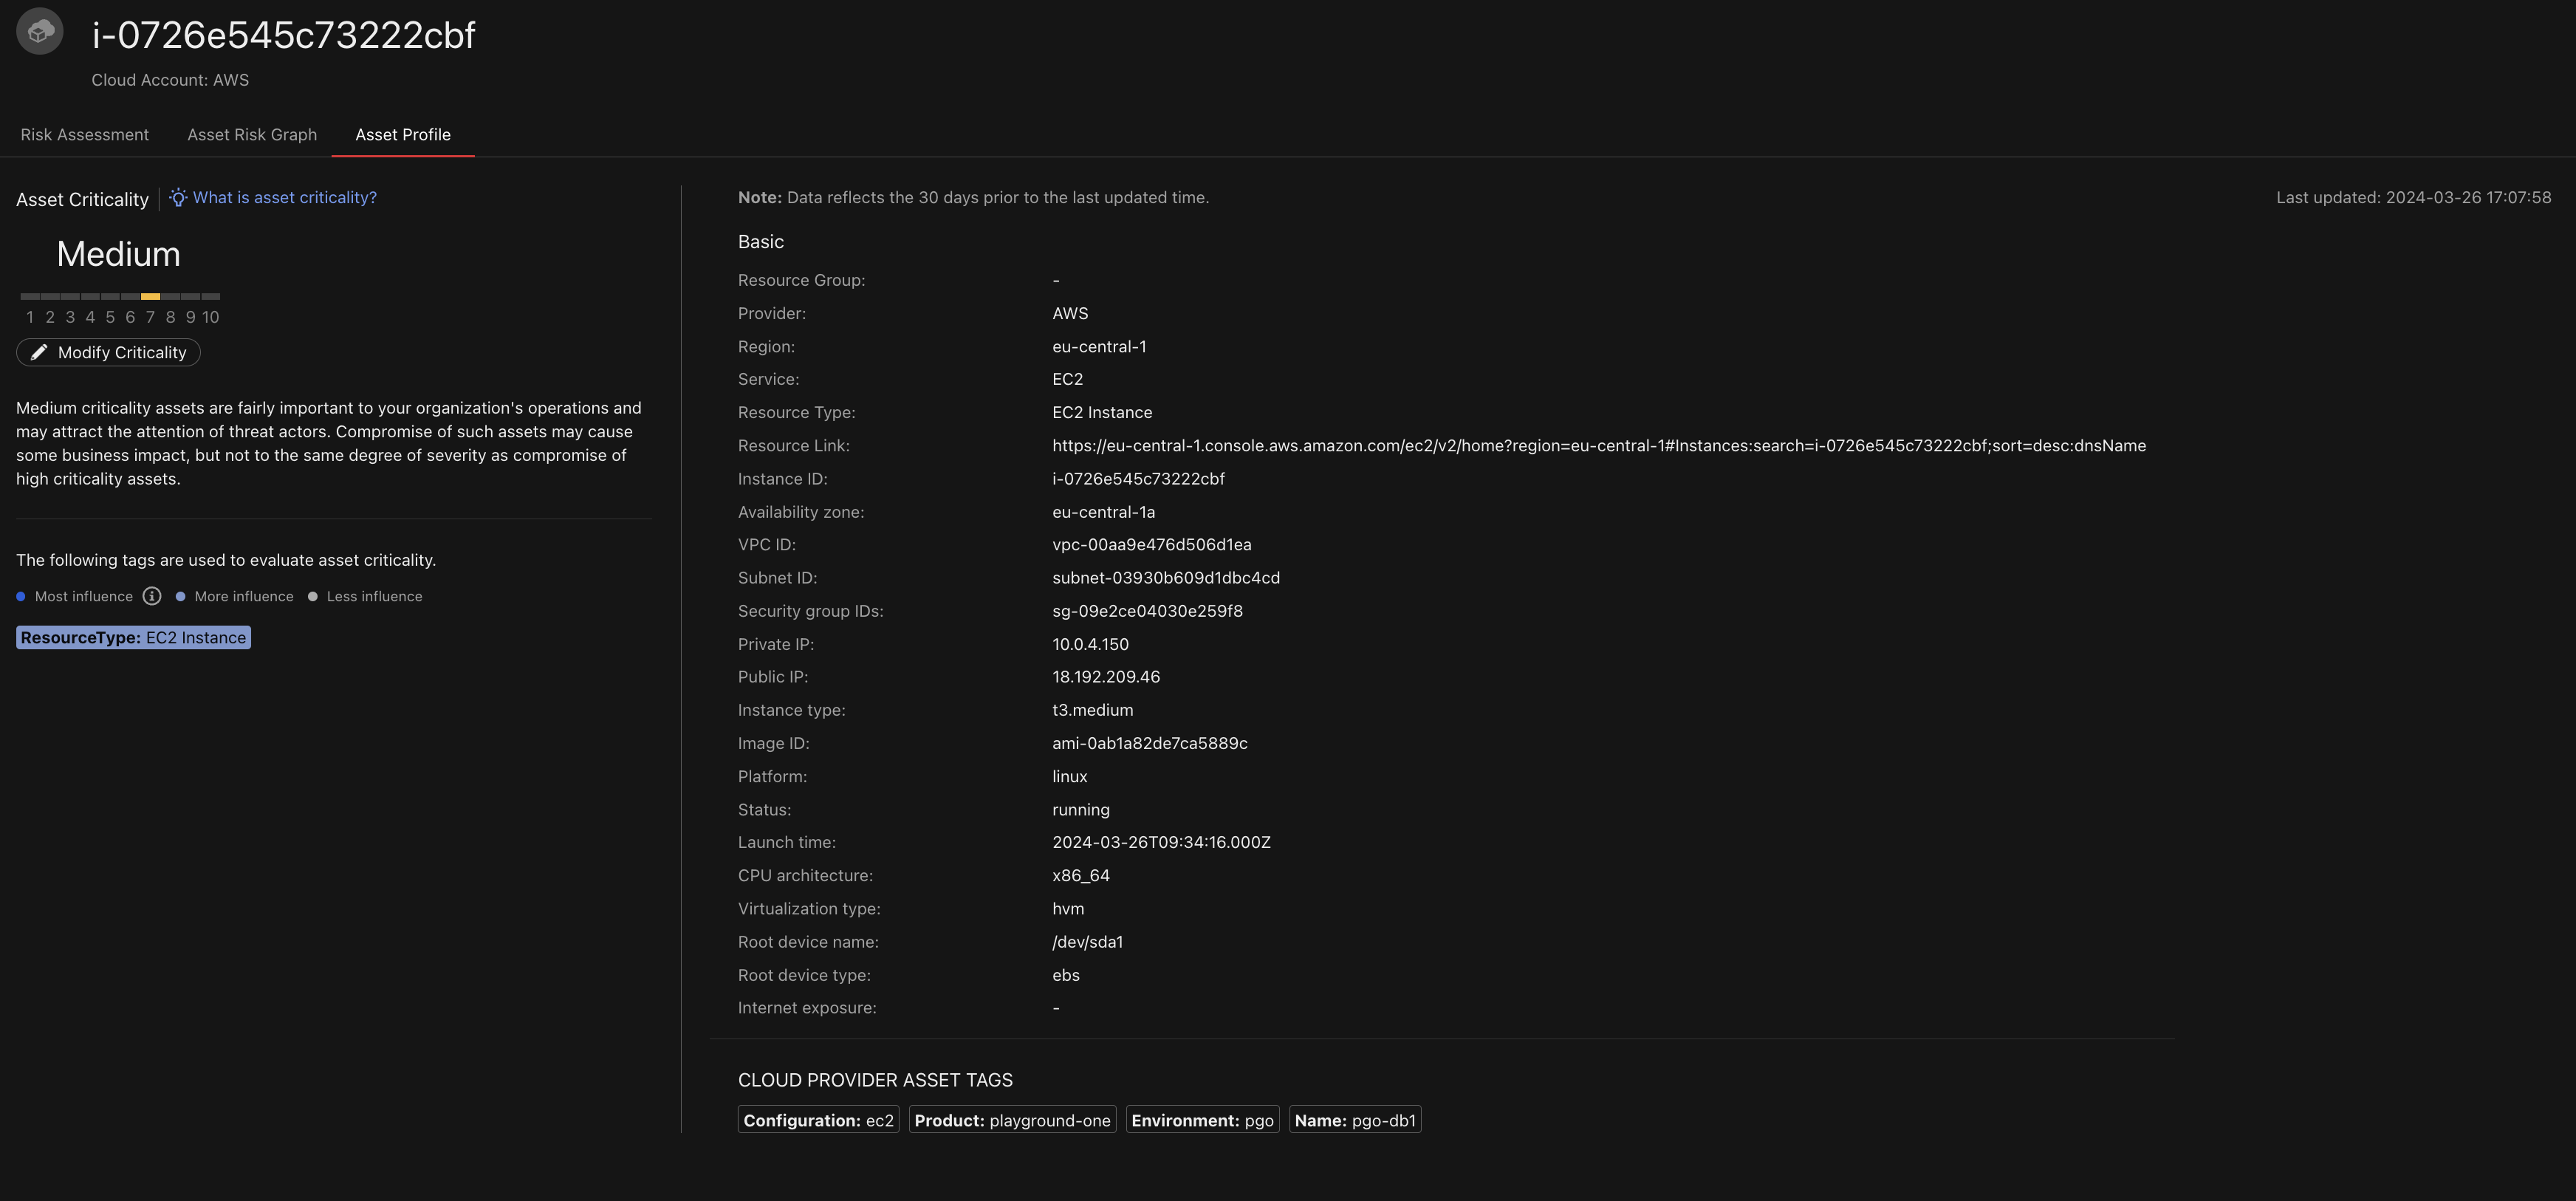 i-0726e545c73222cbf
Cloud Account: AWS
Risk Assessment Asset Risk Graph Asset Profile
Asset Criticality What is asset criticality?
Medium
1 2 3 4 5 6 7 8 9 10
Modify Criticality
Medium criticality assets are fairly important to your organization's operations and
may attract the attention of threat actors. Compromise of such assets may cause
some business impact, but not to the same degree of severity as compromise of
high criticality assets.
The following tags are used to evaluate asset criticality.
Most influence More influence Less influence
ResourceType: EC2 Instance
Note: Data reflects the 30 days prior to the last updated time.
Last updated: 2024-03-26 17:07:58
Basic
Resource Group: -
Provider: AWS
Region: eu-central-1
Service: EC2
Resource Type: EC2 Instance
Resource Link: https://eu-central-1.console.aws.amazon.com/ec2/v2/home?region=eu-central-1#Instances:search=i-0726e545c73222cbf;sort=desc:dnsName
Instance ID: i-0726e545c73222cbf
Availability zone: eu-central-1a
VPC ID: vpc-00aa9e476d506d1ea
Subnet ID: subnet-03930b609d1dbc4cd
Security group IDs: sg-09e2ce04030e259f8
Private IP: 10.0.4.150
Public IP: 18.192.209.46
Instance type: t3.medium
Image ID: ami-0ab1a82de7ca5889c
Platform: linux
Status: running
Launch time: 2024-03-26T09:34:16.000Z
CPU architecture: x86_64
Virtualization type: hvm
Root device name: /dev/sda1
Root device type: ebs
Internet exposure: -
CLOUD PROVIDER ASSET TAGS
Configuration: ec2 Product: playground-one Environment: pgo Name: pgo-db1